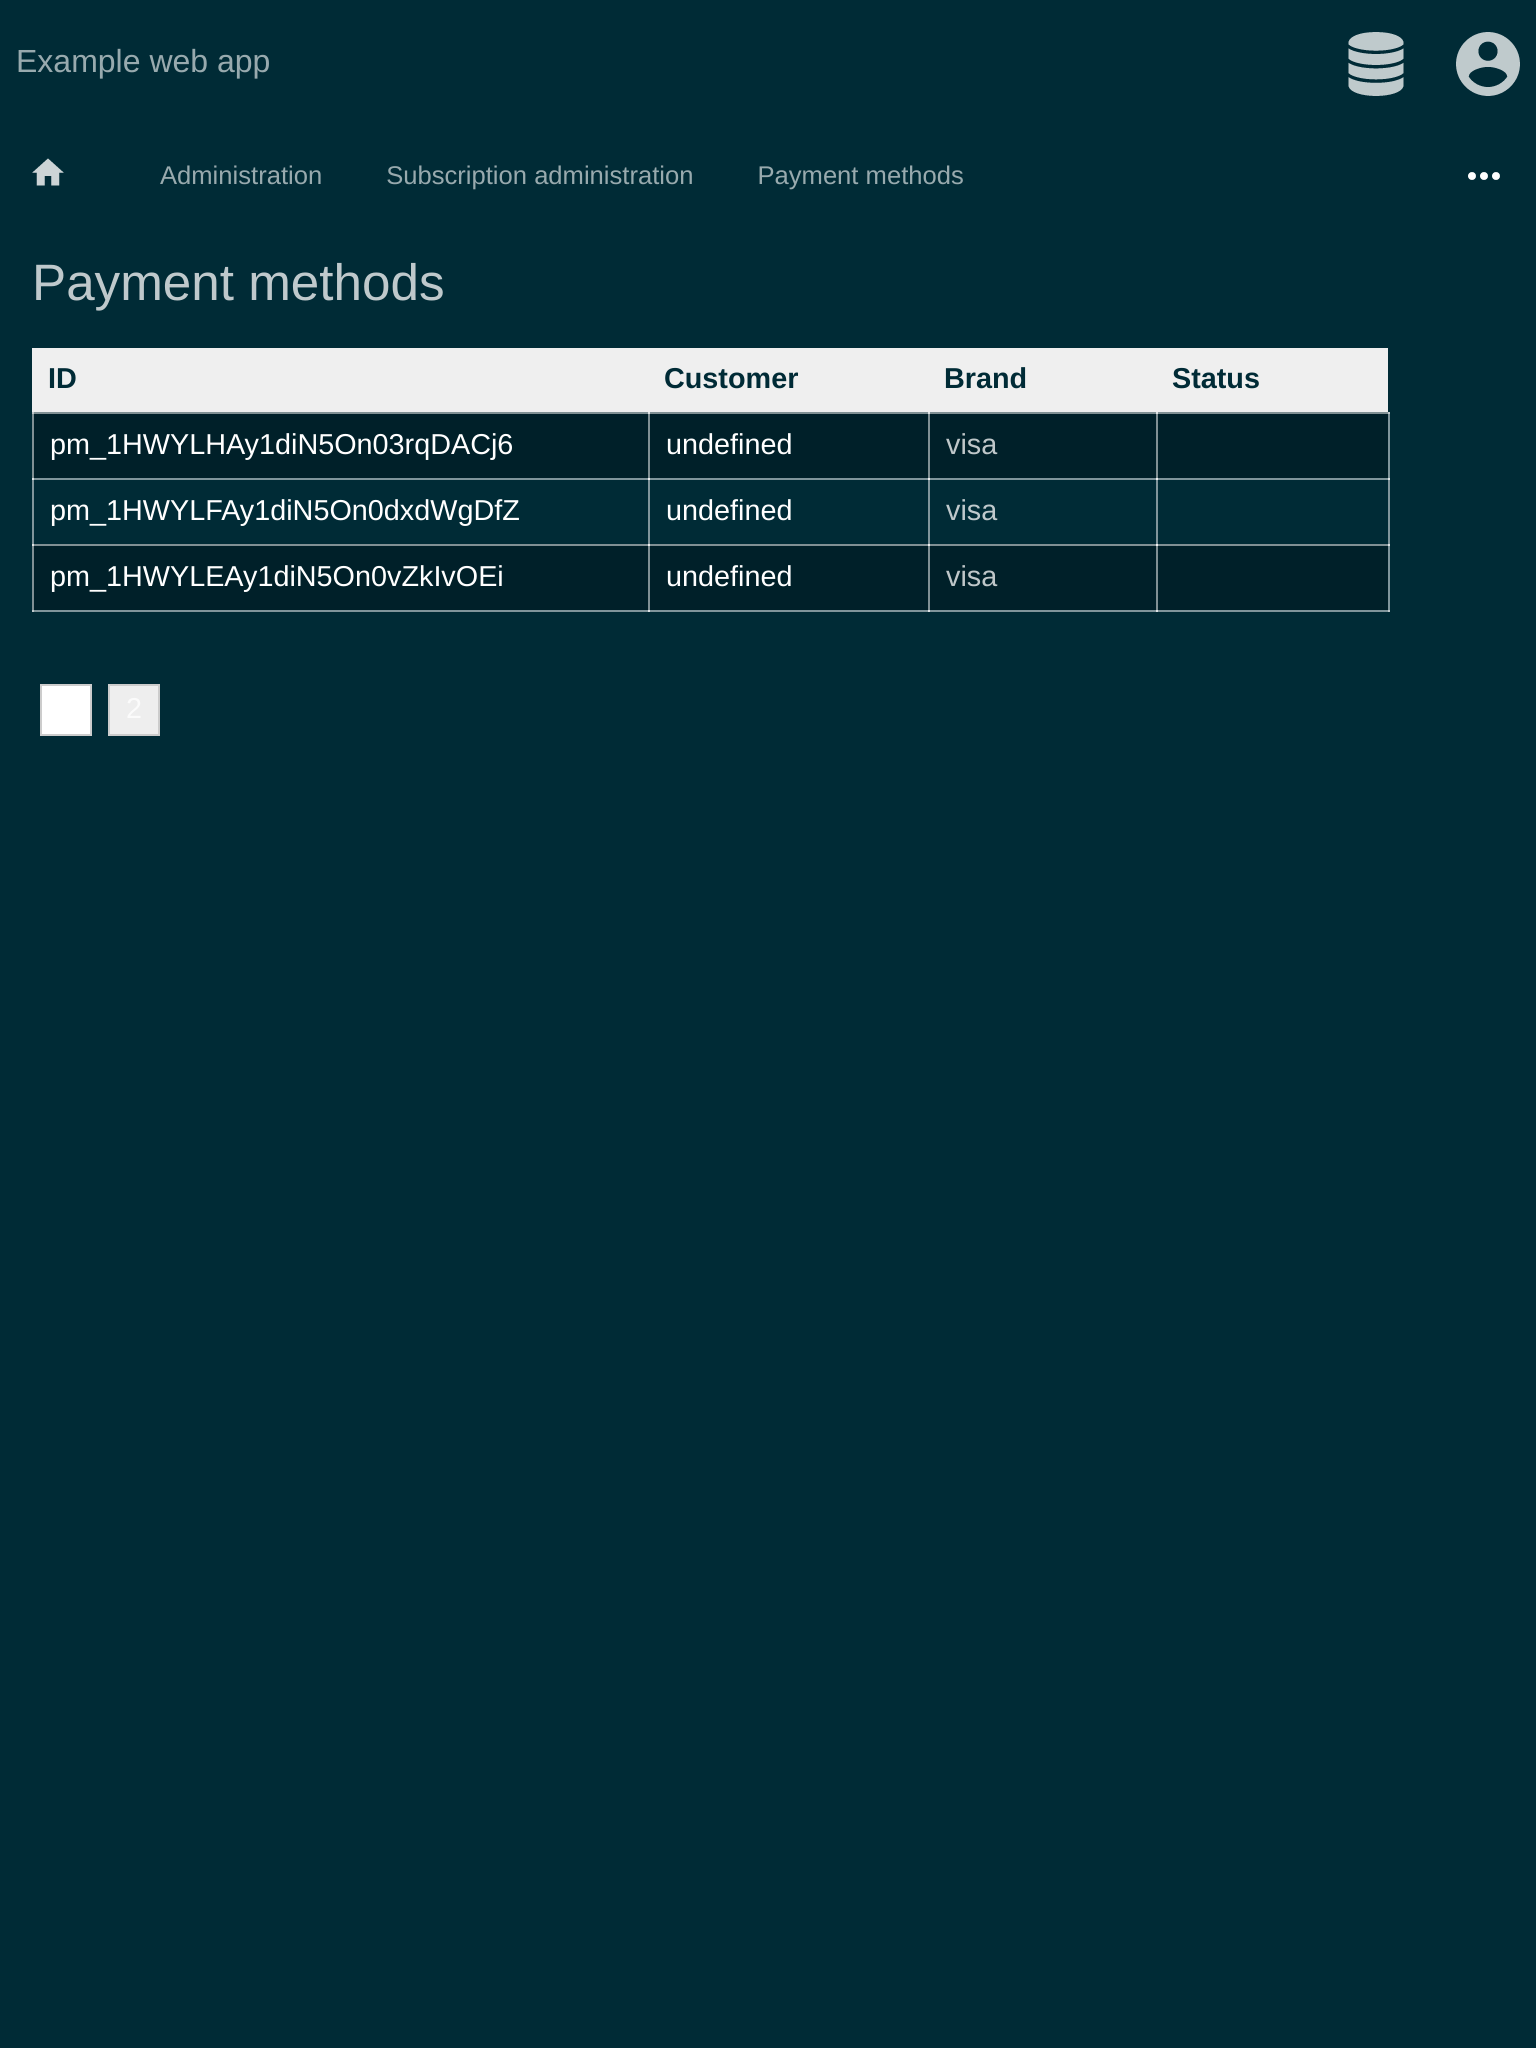 Example web app
Administration Subscription administration Payment methods
Payment methods
ID Customer Brand Status
pm_1HWYLHAy1diN5On03rqDACj6 undefined visa
pm_1HWYLFAy1diN5On0dxdWgDfZ undefined visa
pm_1HWYLEAy1diN5On0vZkIvOEi undefined visa
2